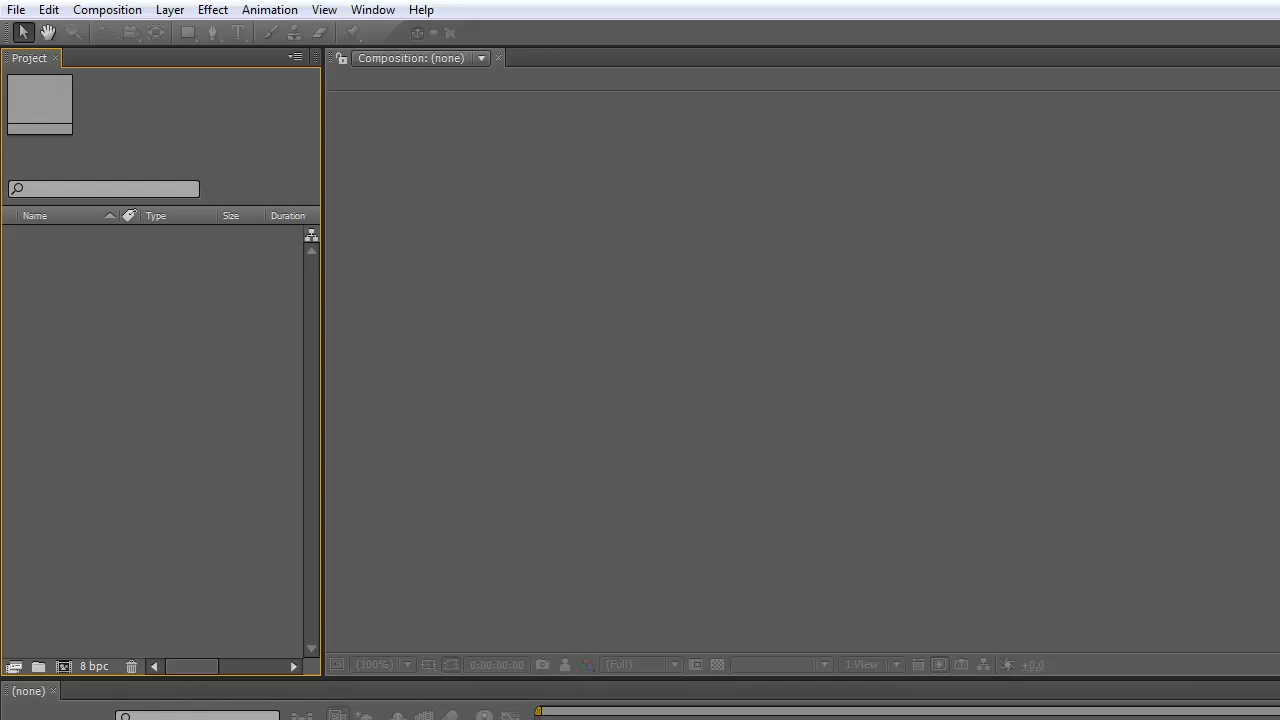 File Edit Composition Layer Effect Animation View Window Help
Project
Composition: (none)
Name Type Size Duration
8 bpc
(100%) 0:00:00:00 (Full) 1 View +0,0
(none)